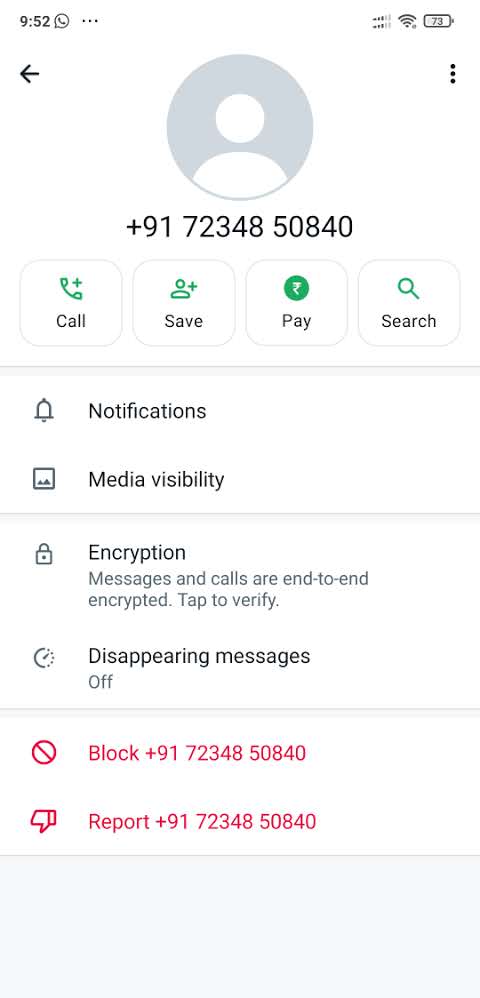 9:52 ...
73
+91 72348 50840
Call
Save
₹
Pay
Search
Notifications
Media visibility
Encryption
Messages and calls are end-to-end
encrypted. Tap to verify.
Disappearing messages
Off
Block +91 72348 50840
Report +91 72348 50840